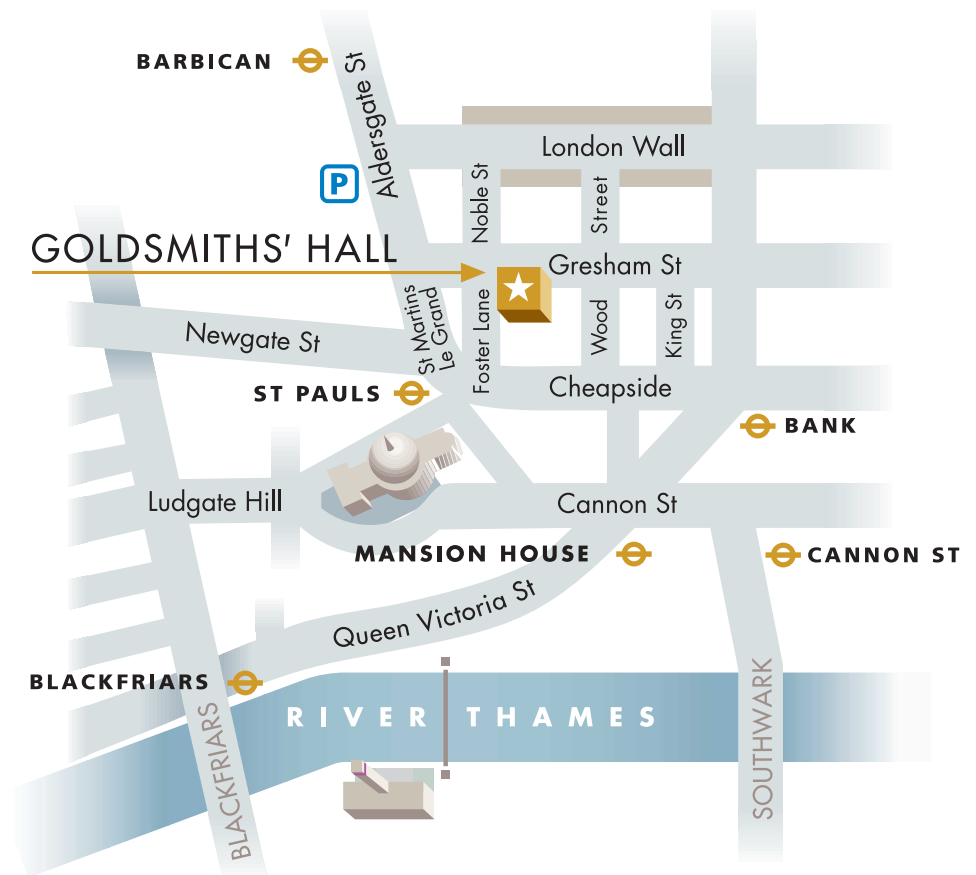 BARBICAN
Aldersgate St
London Wall
P
Noble St
Street
GOLDSMITHS' HALL
Gresham St
St Martins
Le Grand
Foster Lane
Wood
King St
Newgate St
ST PAULS
Cheapside
BANK
Ludgate Hill
Cannon St
MANSION HOUSE
CANNON ST
Queen Victoria St
BLACKFRIARS
RIVER THAMES
BLACKFRIARS
SOUTHWARK